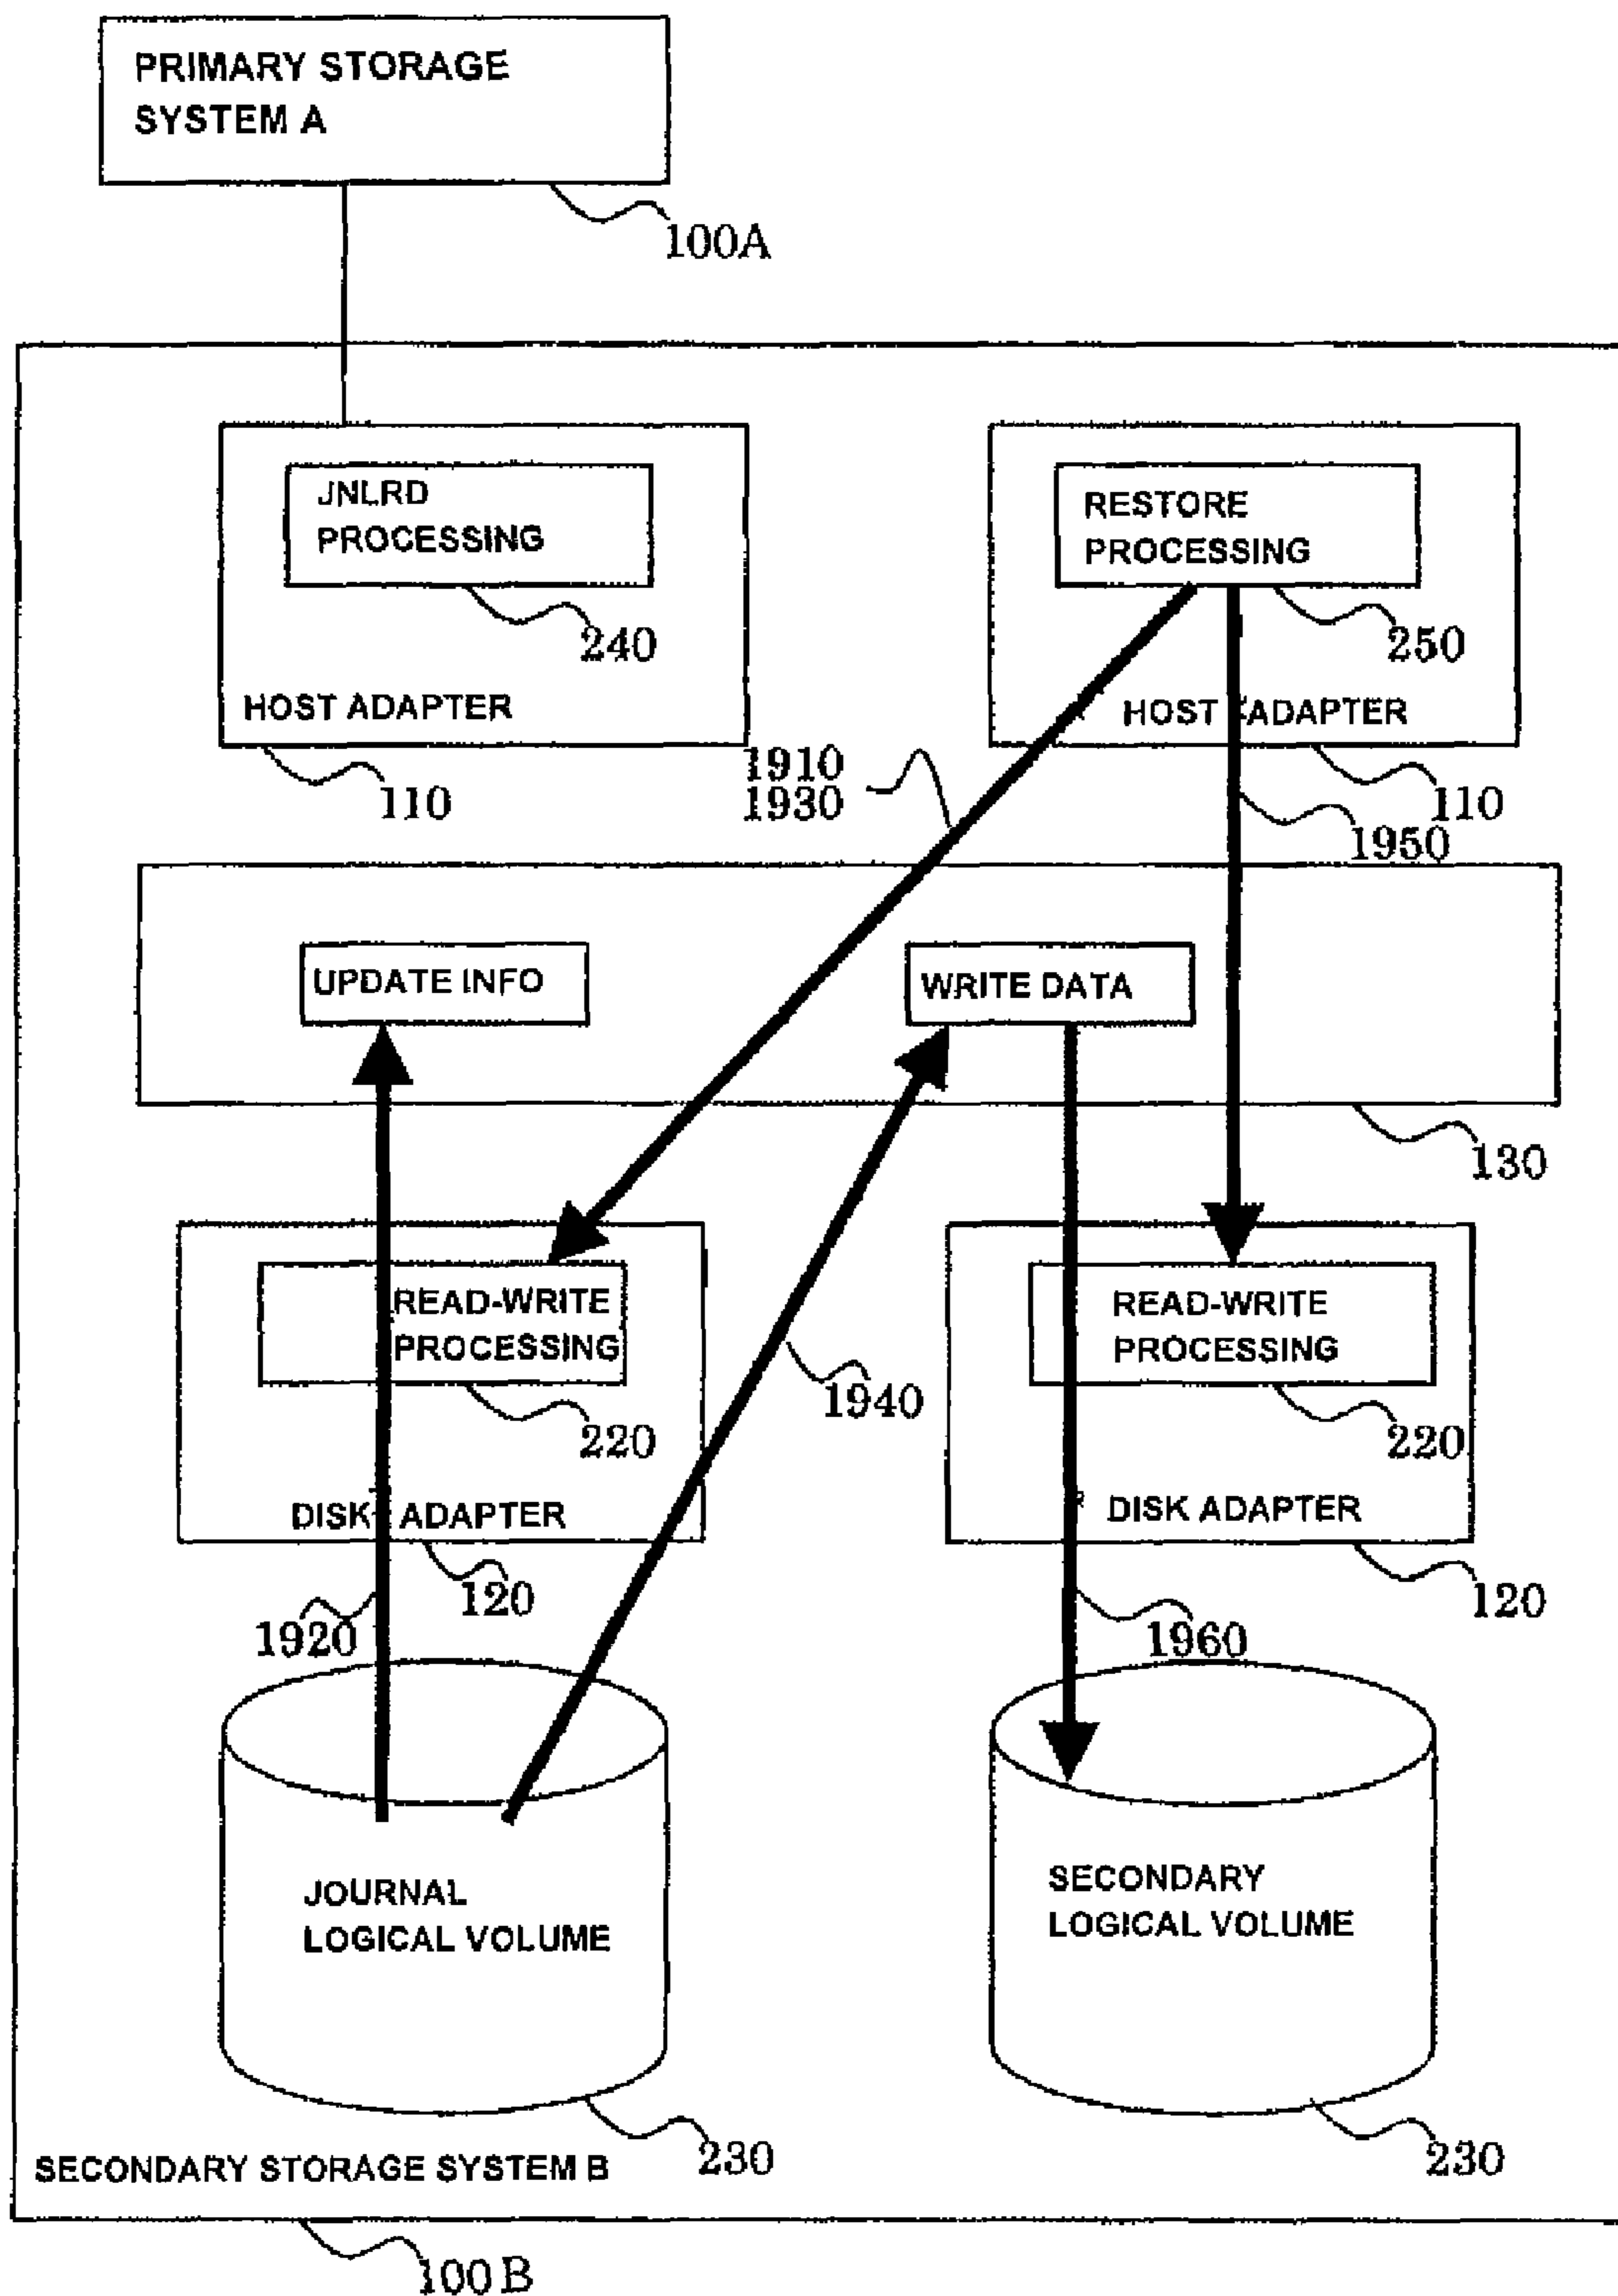 PRIMARY STORAGE
SYSTEM A
100A
JNLRD
PROCESSING
240
HOST ADAPTER
110
RESTORE
PROCESSING
250
HOST ADAPTER
110
1910
1930
1950
UPDATE INFO
WRITE DATA
130
READ-WRITE
PROCESSING
220
DISK ADAPTER
120
1940
READ-WRITE
PROCESSING
220
DISK ADAPTER
120
1920
1960
JOURNAL
LOGICAL VOLUME
230
SECONDARY
LOGICAL VOLUME
230
SECONDARY STORAGE SYSTEM B
100B